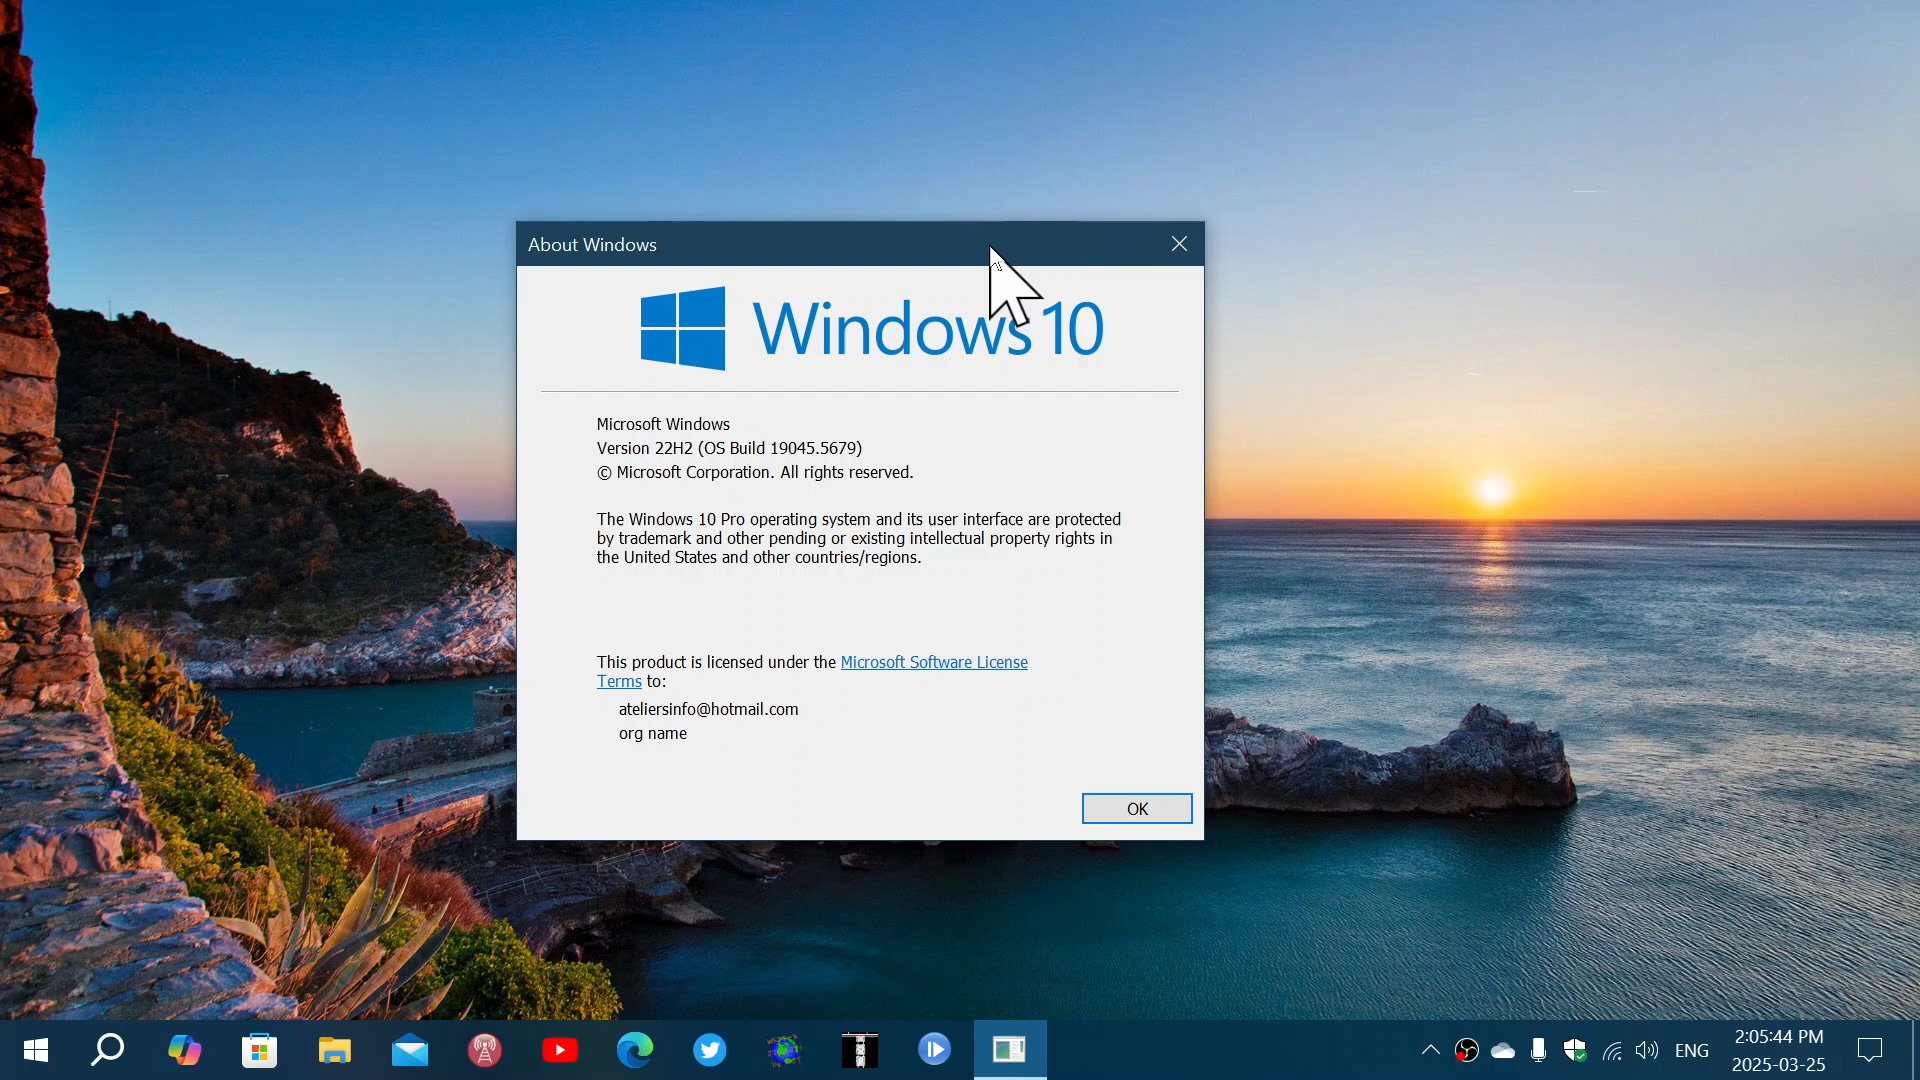 About Windows
Windows 10
Microsoft Windows
Version 22H2 (OS Build 19045.5679)
© Microsoft Corporation. All rights reserved.
The Windows 10 Pro operating system and its user interface are protected
by trademark and other pending or existing intellectual property rights in
the United States and other countries/regions.
This product is licensed under the Microsoft Software License
Terms to:
ateliersinfo@hotmail.com
org name
OK
ENG
2:05:44 PM
2025-03-25